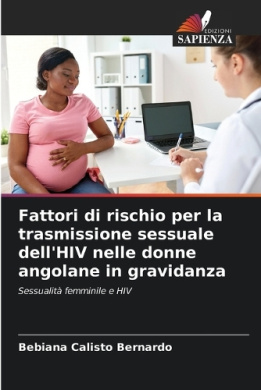 EDIZIONI
SAPIENZA
Fattori di rischio per la
trasmissione sessuale
dell'HIV nelle donne
angolane in gravidanza
Sessualità femminile e HIV
Bebiana Calisto Bernardo